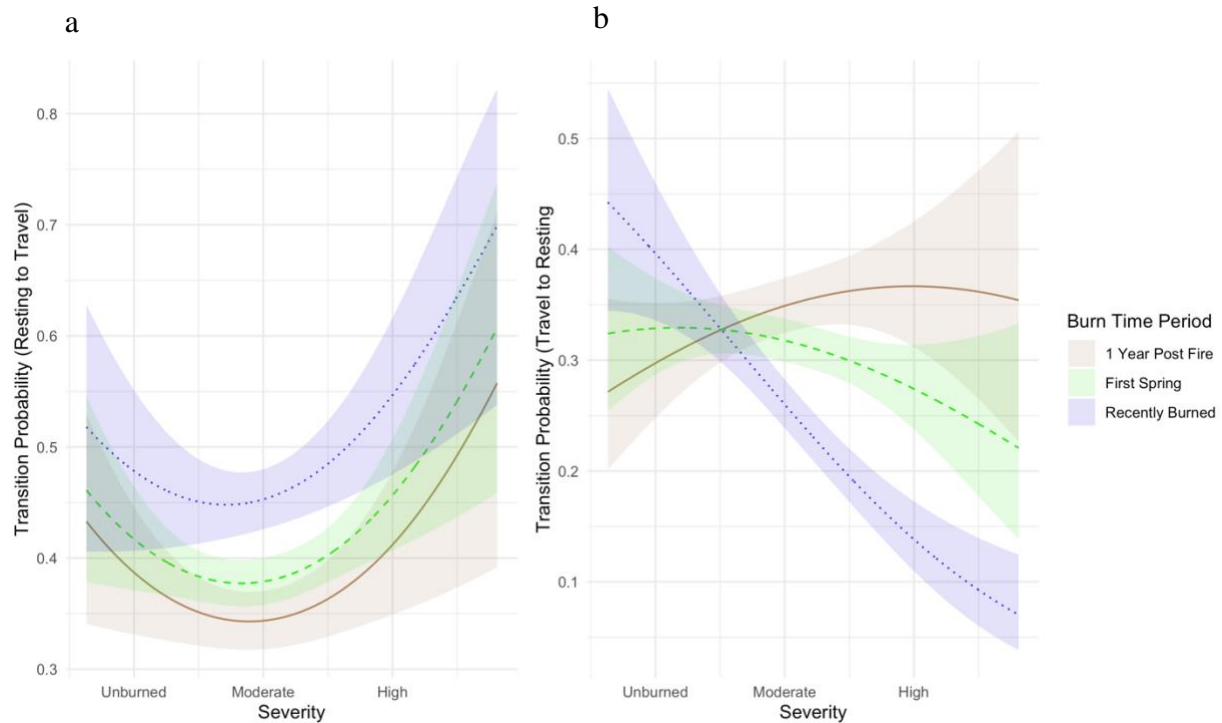 a
b
Transition Probability (Resting to Travel)
0.8
0.7
0.6
0.5
0.4
0.3
Unburned Moderate High
Severity
Transition Probability (Travel to Resting
0.5
0.4
0.3
0.2
0.1
Unburned Moderate High
Severity
Burn Time Period
1 Year Post Fire
First Spring
Recently Burned